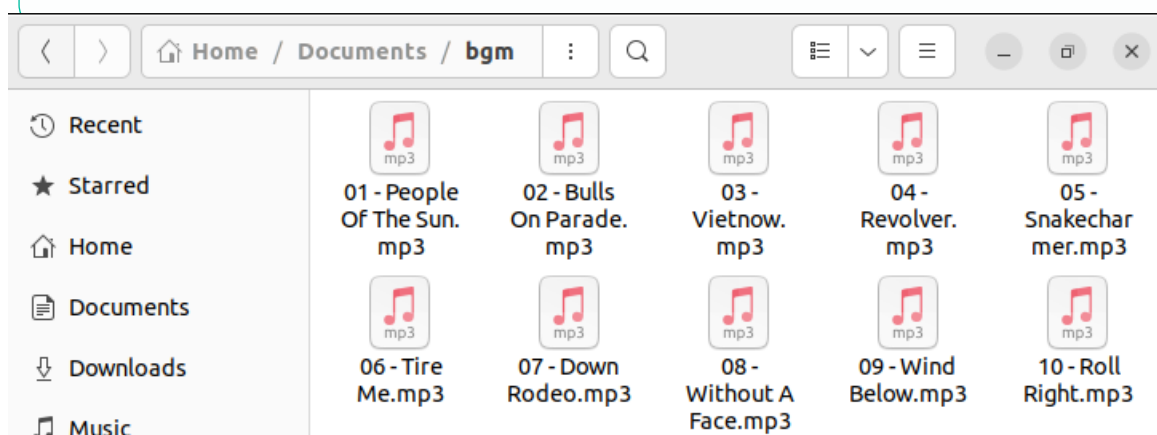 Home / Documents / bgm
Recent
Starred
Home
Documents
Downloads
Music
mp3 mp3 mp3 mp3 mp3
01 - People 02 - Bulls 03 - 04 - 05 -
Of The Sun. On Parade. Vietnow. Revolver. Snakechar
mp3 mp3 mp3 mp3 mer.mp3
mp3 mp3 mp3 mp3 mp3
06 - Tire 07 - Down 08 - 09 - Wind 10 - Roll
Me.mp3 Rodeo.mp3 Without A Below.mp3 Right.mp3
Face.mp3